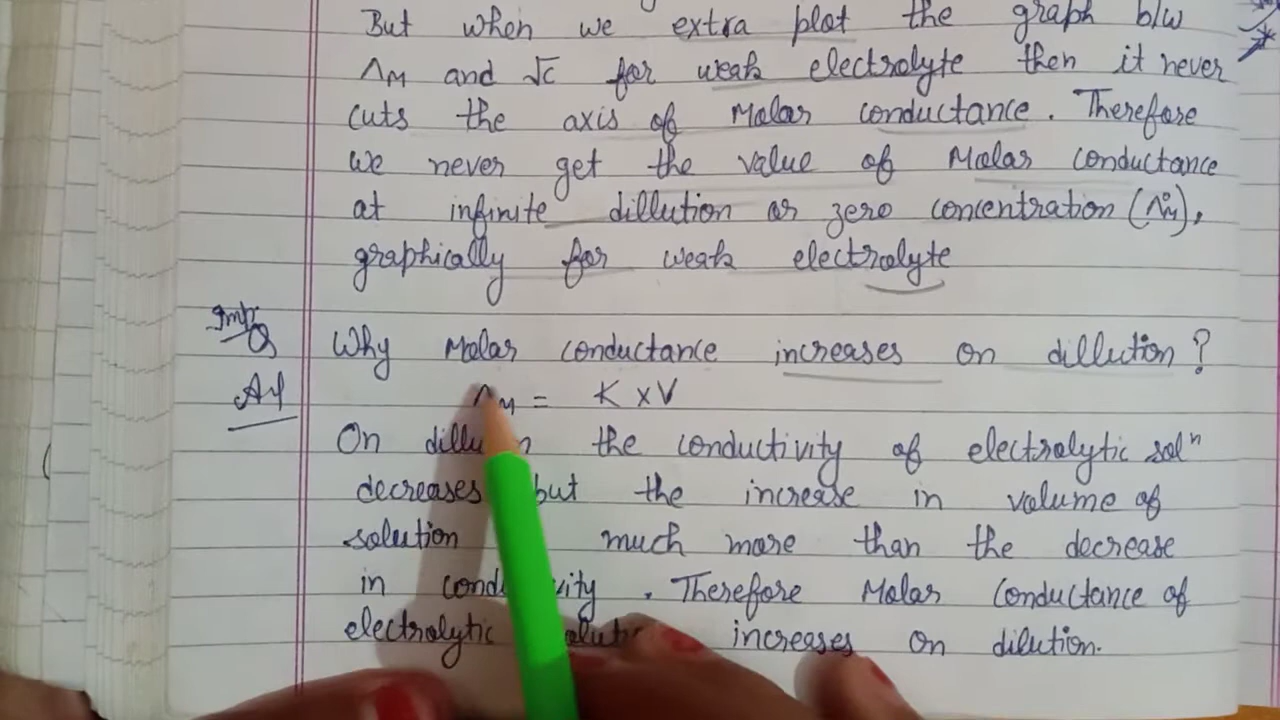 But when we extra plot the graph b/w
ΛM and √c for weak electrolyte then it never
cuts the axis of Molar conductance. Therefore
we never get the value of Molar conductance
at infinite dillution or zero concentration (Λ°M),
graphically for weak electrolyte
Imp.
Q Why Molar conductance increases on dillution?
ΛM = K x V
On the conductivity of electrolytic solⁿ
decreases but the increase in volume of
solution much more than the decrease
in . Therefore Molar Conductance of
electrolytic increases on dilution.